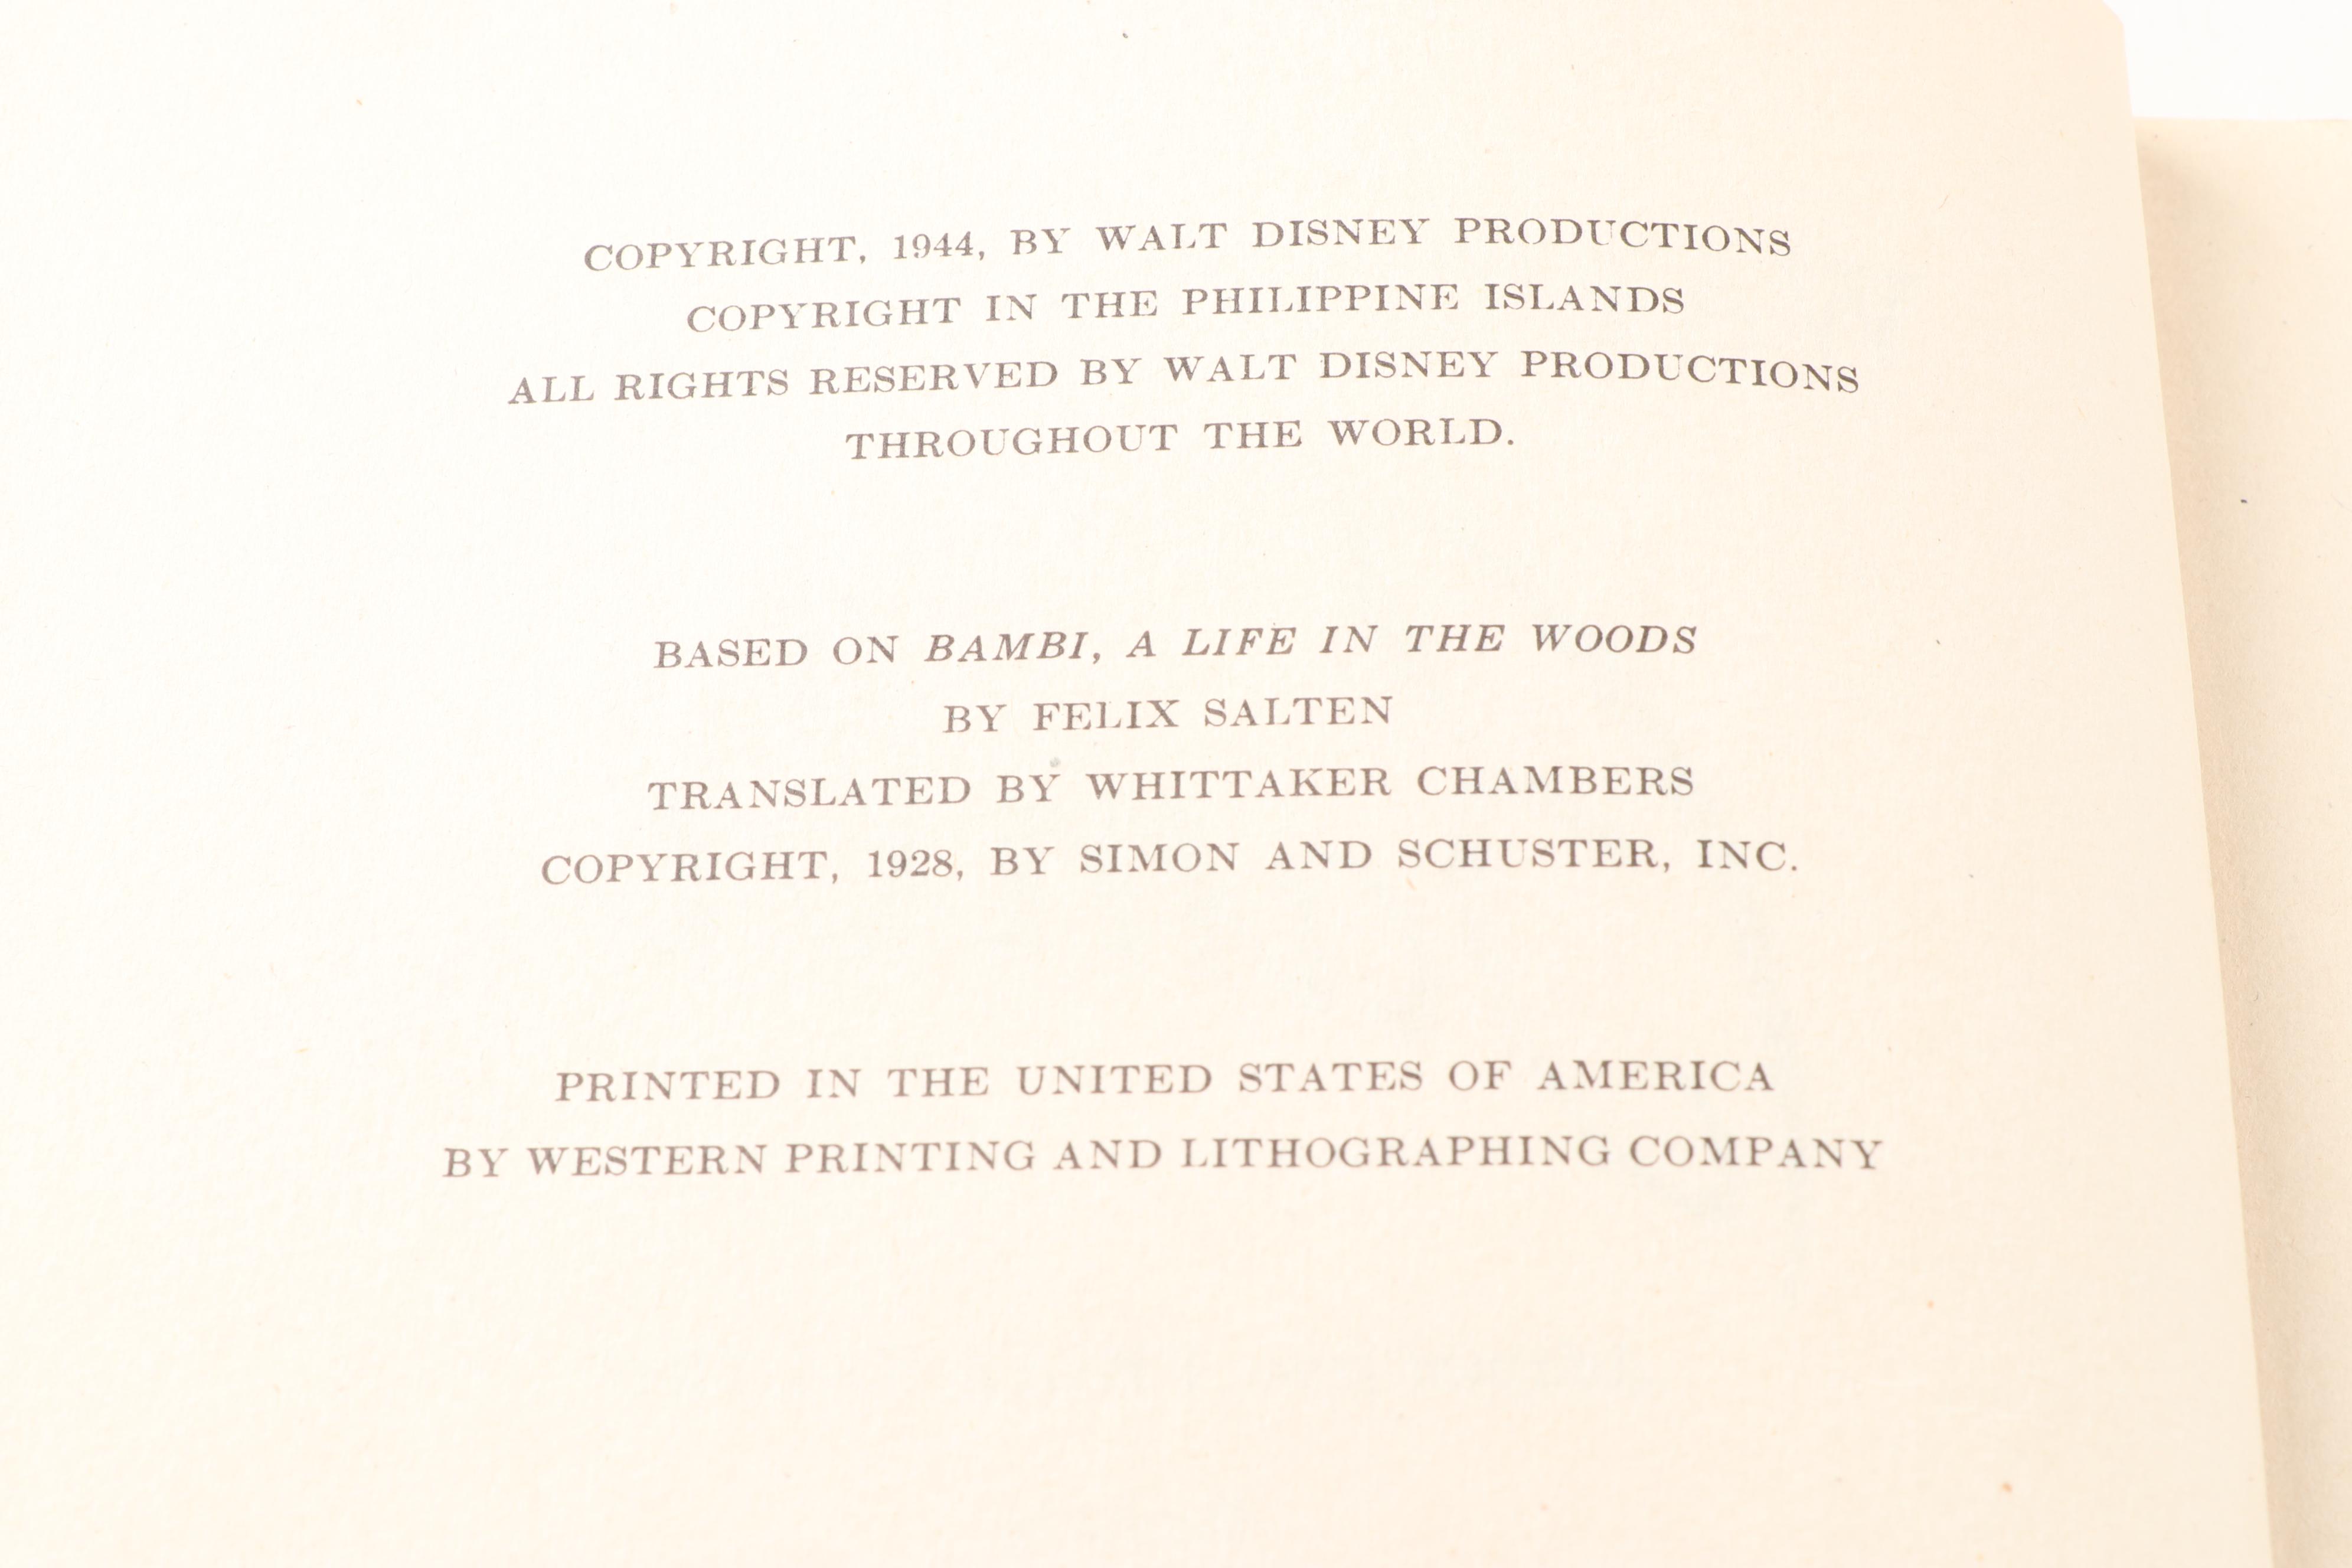 COPYRIGHT, 1944, BY WALT DISNEY PRODUCTIONS
COPYRIGHT IN THE PHILIPPINE ISLANDS
ALL RIGHTS RESERVED BY WALT DISNEY PRODUCTIONS
THROUGHOUT THE WORLD.
BASED ON BAMBI, A LIFE IN THE WOODS
BY FELIX SALTEN
TRANSLATED BY WHITTAKER CHAMBERS
COPYRIGHT, 1928, BY SIMON AND SCHUSTER, INC.
PRINTED IN THE UNITED STATES OF AMERICA
BY WESTERN PRINTING AND LITHOGRAPHING COMPANY